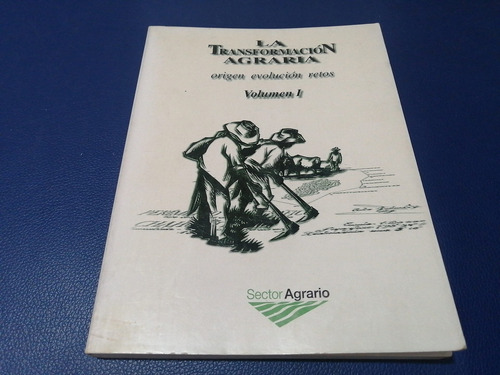 LA
TRANSFORMACIÓN
AGRARIA
origen evolución retos
Volumen I
Sector Agrario